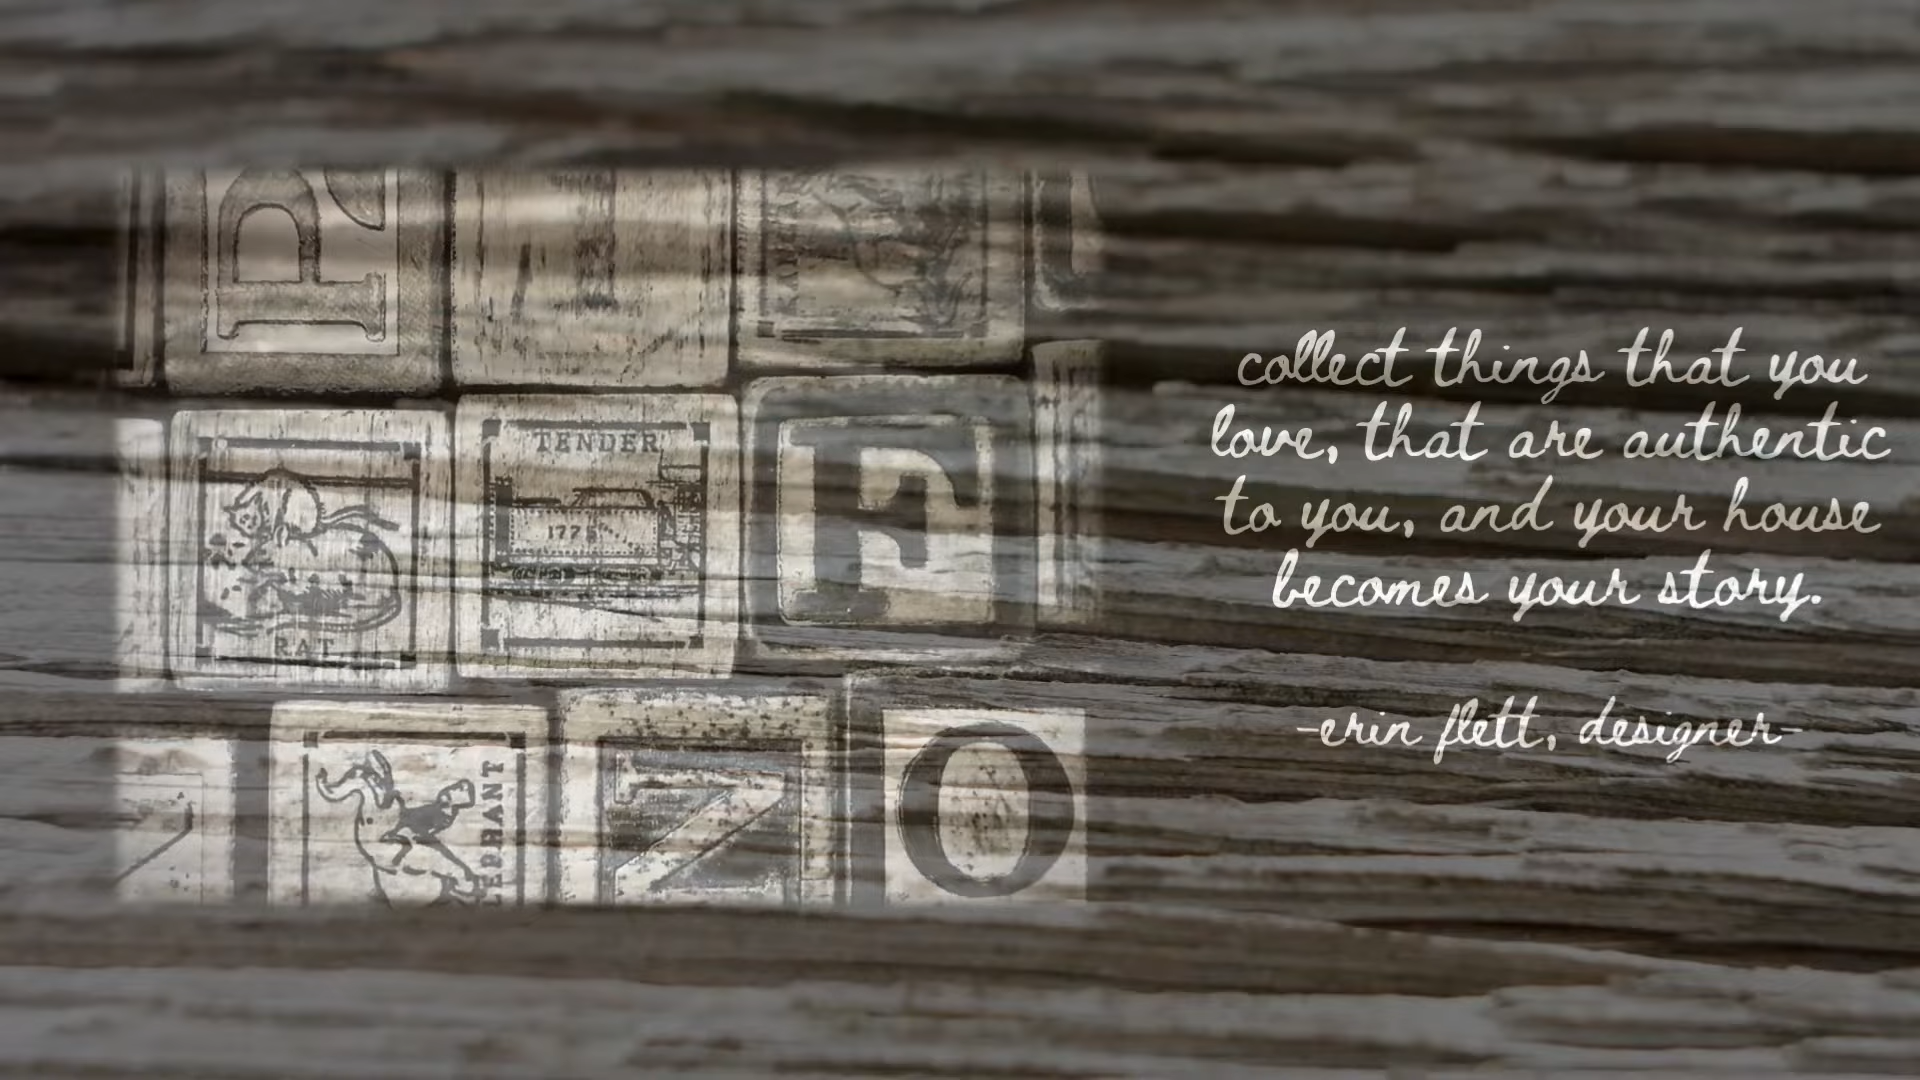 P
TENDER
1775
F
RAT
ELEPHANT
Z
O
collect things that you
love, that are authentic
to you, and your house
becomes your story.
-erin flett, designer-